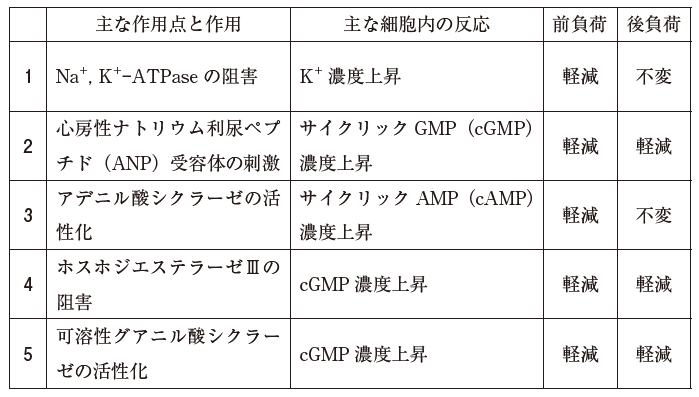 主な作用点と作用 主な細胞内の反応 前負荷 後負荷
1 Na⁺, K⁺−ATPase の阻害 K⁺ 濃度上昇 軽減 不変
心房性ナトリウム利尿ペプ サイクリック GMP（cGMP）
2 チド（ANP）受容体の刺激 濃度上昇 軽減 軽減
アデニル酸シクラーゼの活 サイクリック AMP（cAMP）
3 性化 濃度上昇 軽減 不変
ホスホジエステラーゼⅢの
4 阻害 cGMP 濃度上昇 軽減 軽減
可溶性グアニル酸シクラー
5 ゼの活性化 cGMP 濃度上昇 軽減 軽減